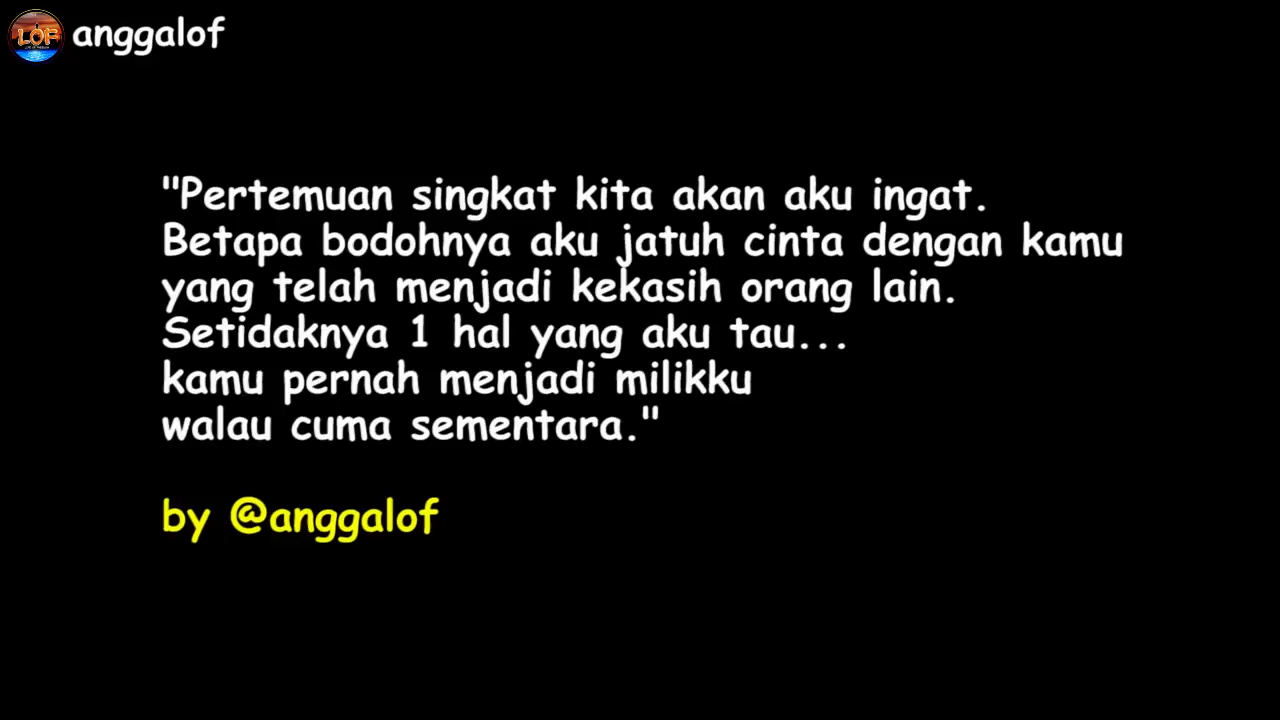 LOF
anggalof
"Pertemuan singkat kita akan aku ingat.
Betapa bodohnya aku jatuh cinta dengan kamu
yang telah menjadi kekasih orang lain.
Setidaknya 1 hal yang aku tau...
kamu pernah menjadi milikku
walau cuma sementara."
by @anggalof